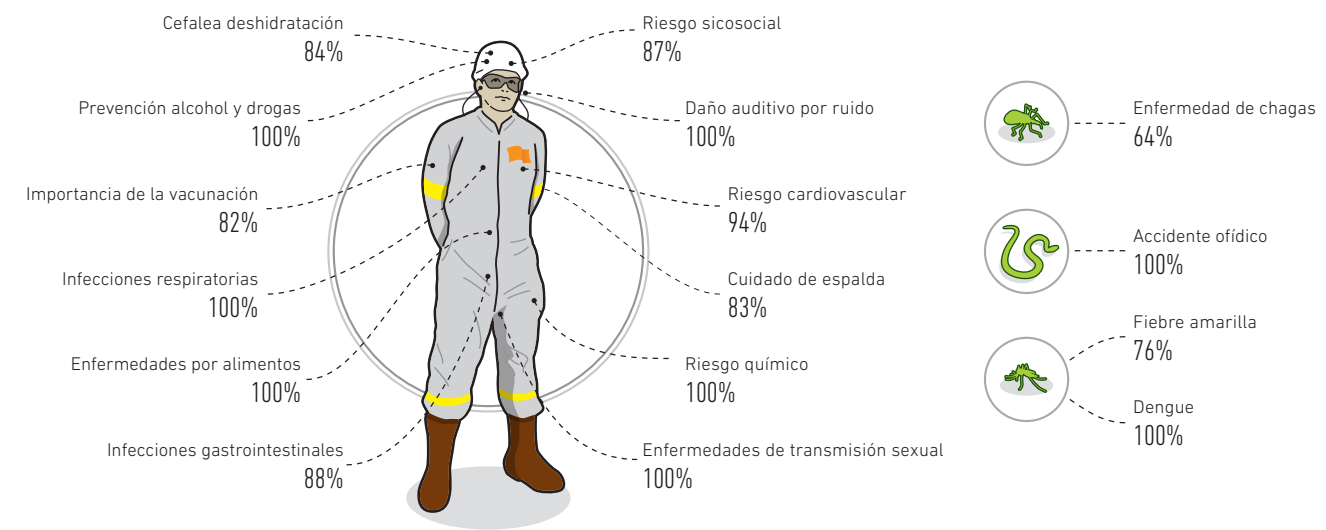 Cefalea deshidratación
84%
Prevención alcohol y drogas
100%
Importancia de la vacunación
82%
Infecciones respiratorias
100%
Enfermedades por alimentos
100%
Infecciones gastrointestinales
88%
Riesgo sicosocial
87%
Daño auditivo por ruido
100%
Riesgo cardiovascular
94%
Cuidado de espalda
83%
Riesgo químico
100%
Enfermedades de transmisión sexual
100%
Enfermedad de chagas
64%
Accidente ofídico
100%
Fiebre amarilla
76%
Dengue
100%